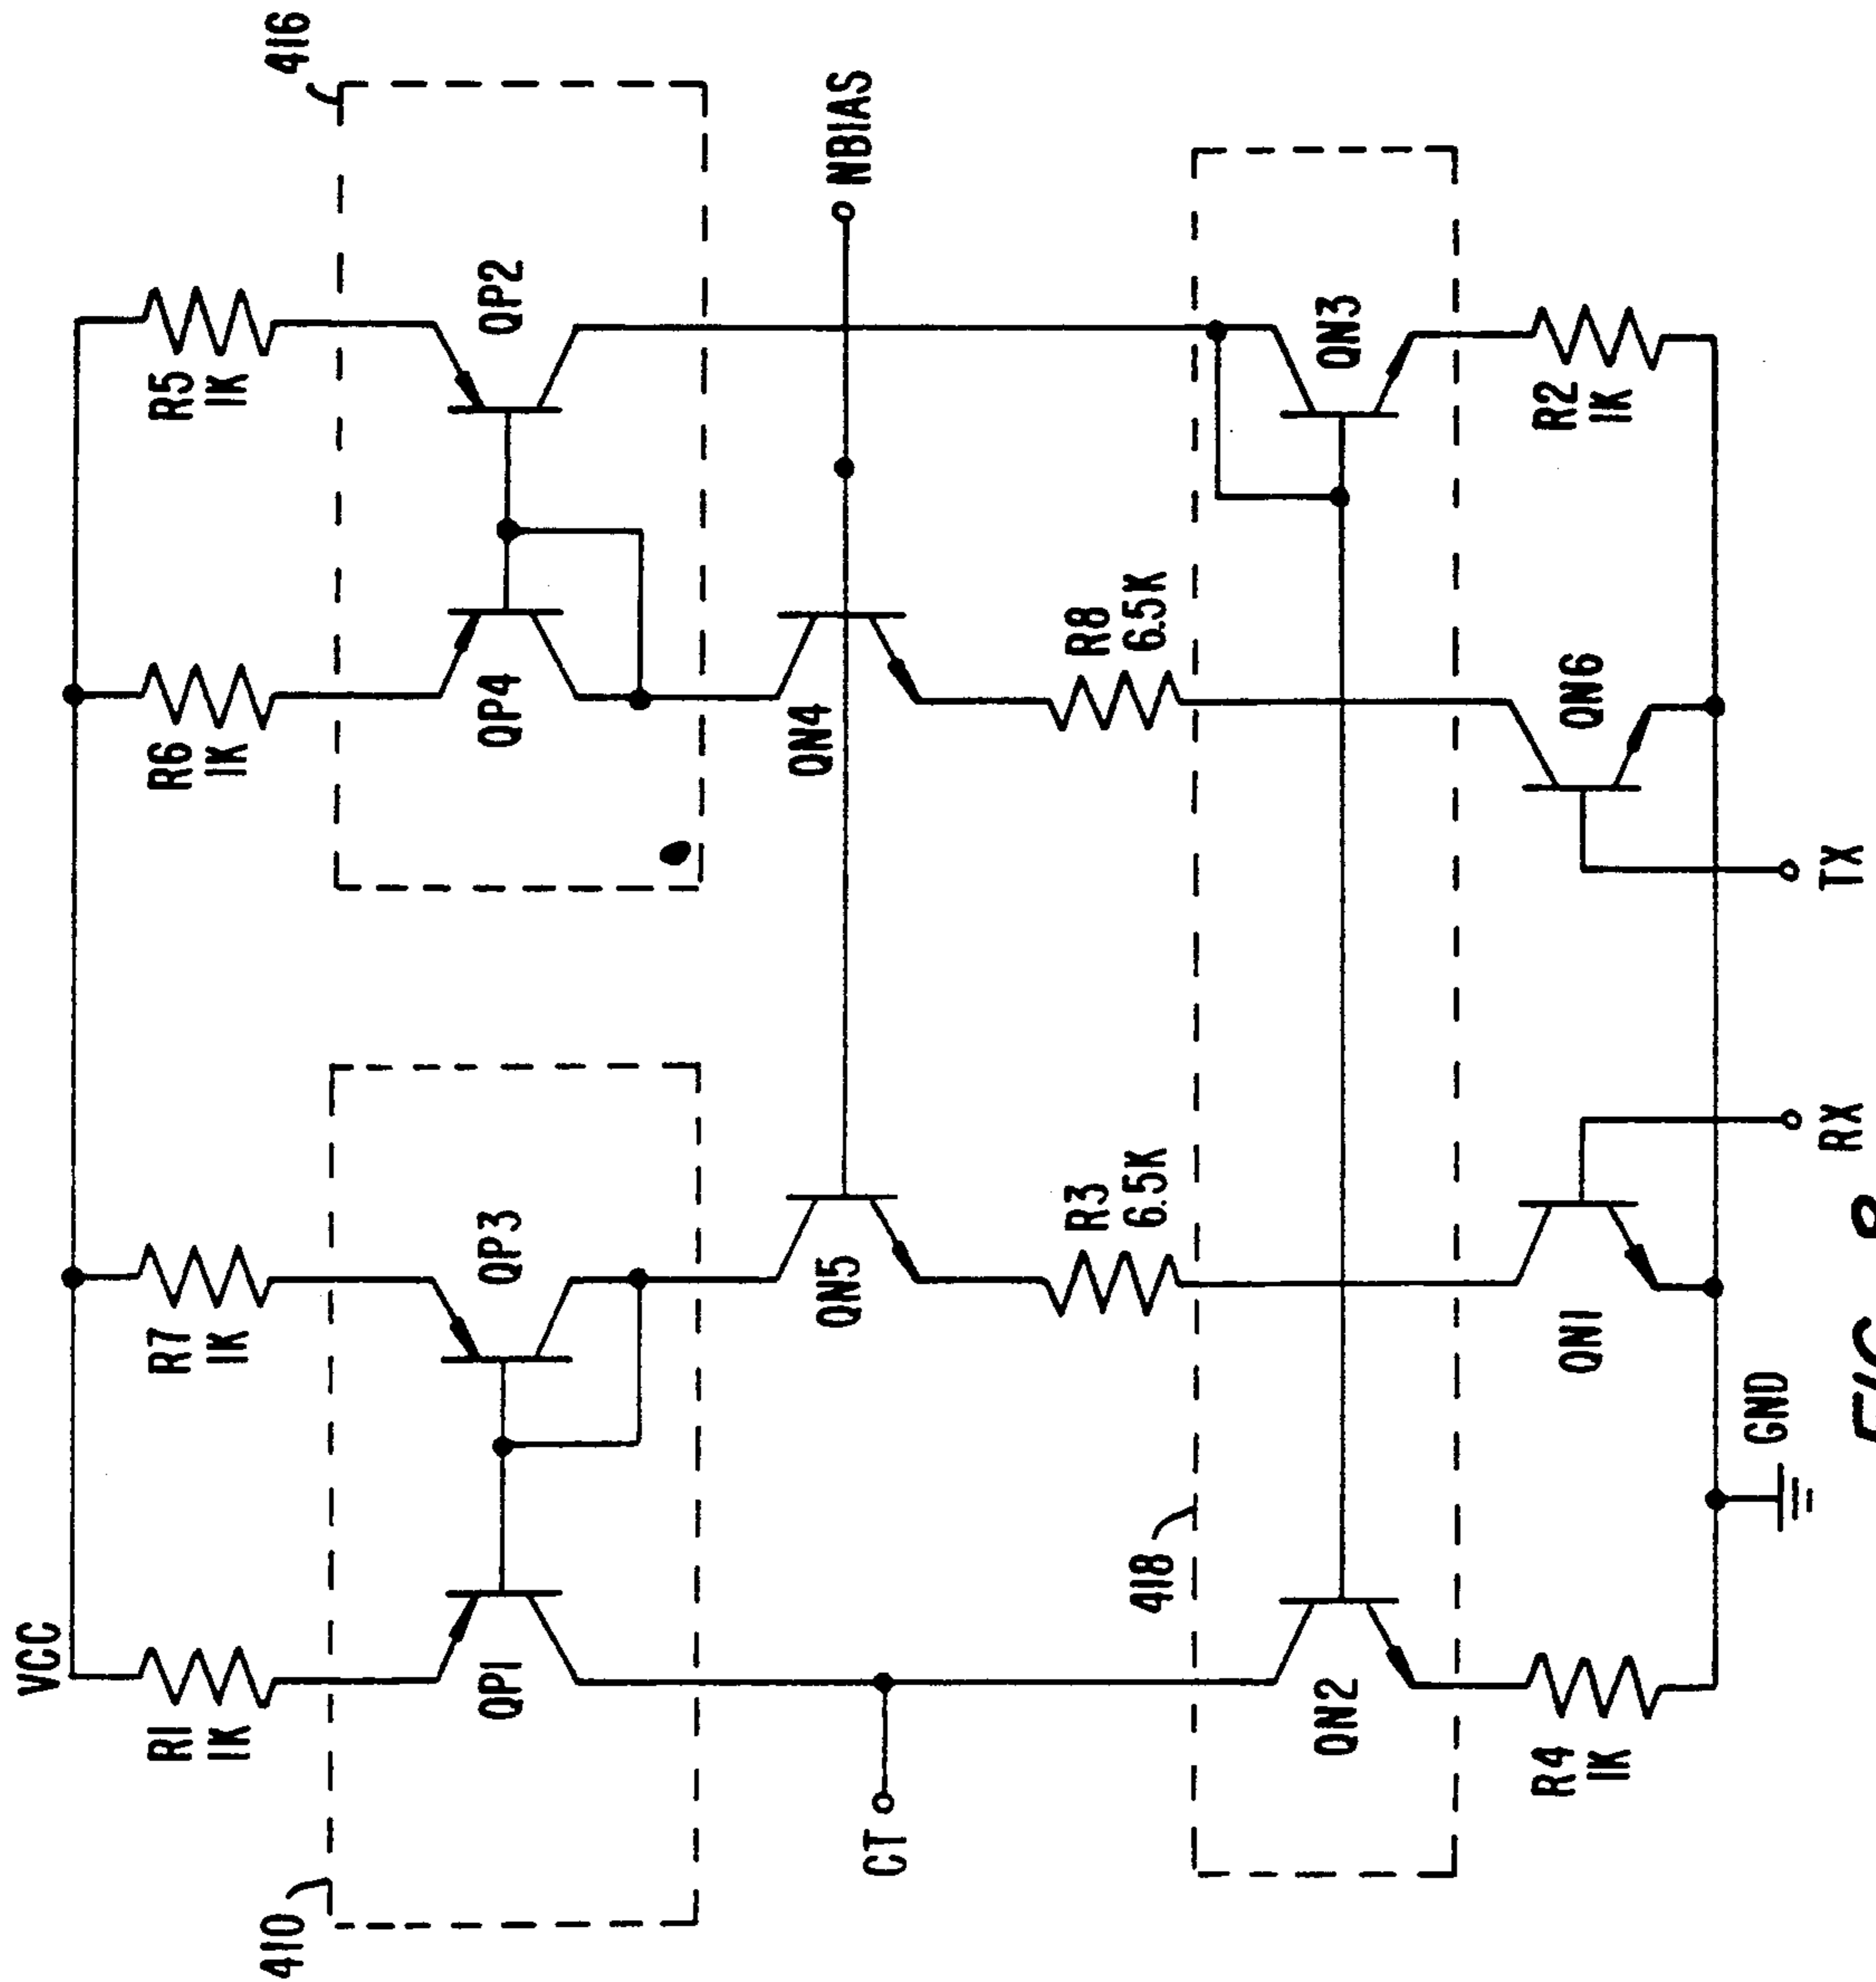 VCC
R1
1K
R7
1K
R6
1K
R5
1K
410
416
QP1
QP3
QP4
QP2
QN5
QN4
NBIAS
CT
R3
6.5K
R8
6.5K
418
QN2
QN3
R4
1K
QN1
QN6
R2
1K
GND
RX
TX